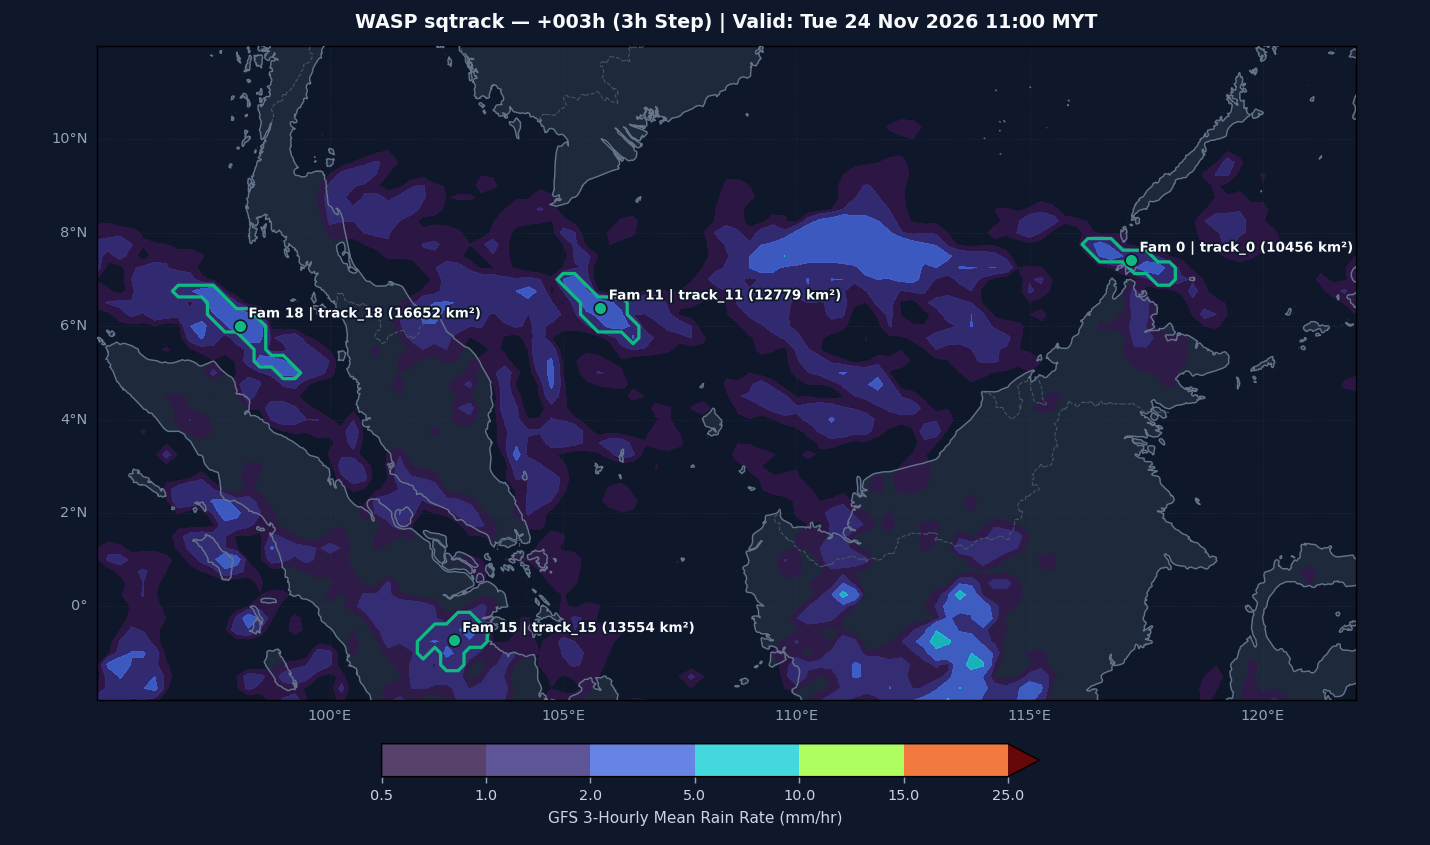 WASP sqtrack — +003h (3h Step) | Valid: Tue 24 Nov 2026 11:00 MYT
10°N
8°N
Fam 0 | track_0 (10456 km²)
Fam 11 | track_11 (12779 km²)
Fam 18 | track_18 (16652 km²)
6°N
4°N
2°N
0°
Fam 15 | track_15 (13554 km²)
100°E 105°E 110°E 115°E 120°E
0.5 1.0 2.0 5.0 10.0 15.0 25.0
GFS 3-Hourly Mean Rain Rate (mm/hr)